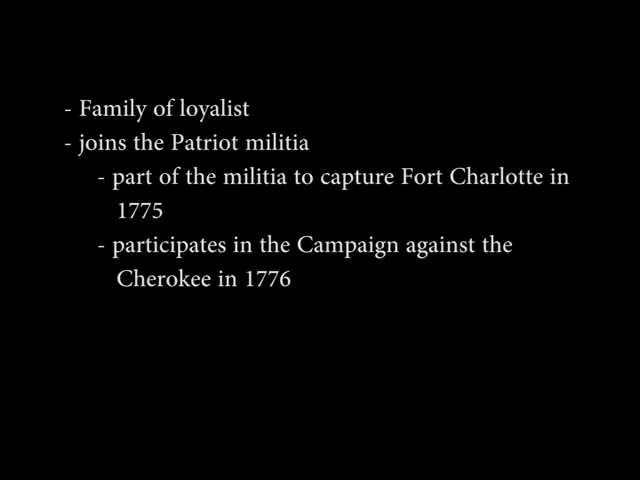 - Family of loyalist
- joins the Patriot militia
- part of the militia to capture Fort Charlotte in
1775
- participates in the Campaign against the
Cherokee in 1776